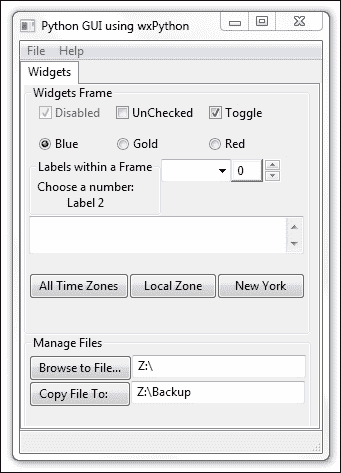 Python GUI using wxPython
File Help
Widgets
Widgets Frame
Disabled UnChecked Toggle
Blue Gold Red
Labels within a Frame 0
Choose a number:
Label 2
All Time Zones Local Zone New York
Manage Files
Browse to File... Z:\
Copy File To: Z:\Backup